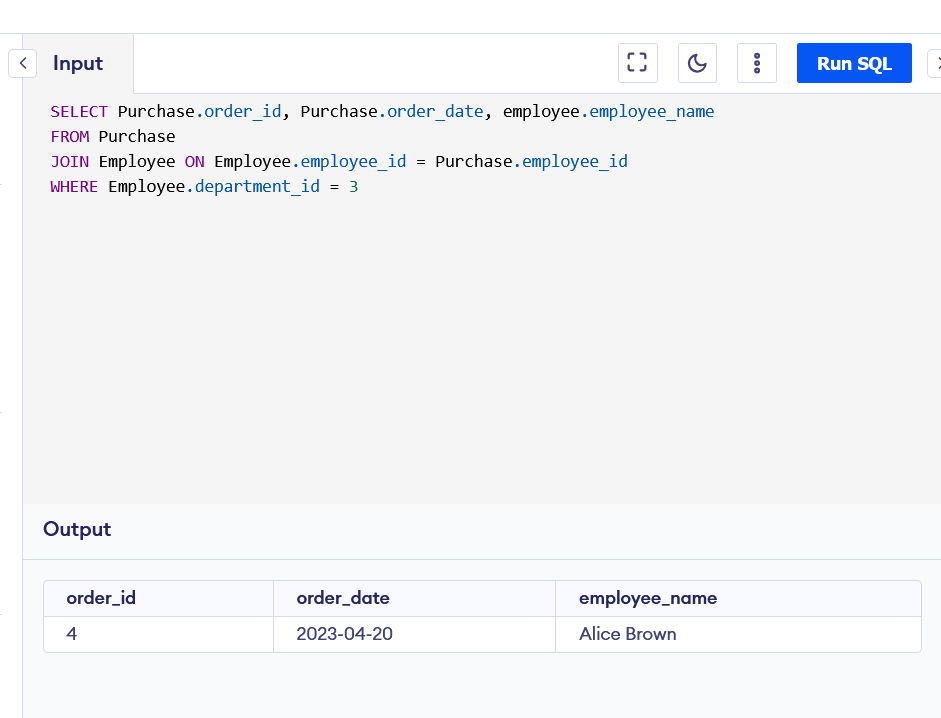 Input
Run SQL
SELECT Purchase.order_id, Purchase.order_date, employee.employee_name
FROM Purchase
JOIN Employee ON Employee.employee_id = Purchase.employee_id
WHERE Employee.department_id = 3
Output
order_id order_date employee_name
4 2023-04-20 Alice Brown